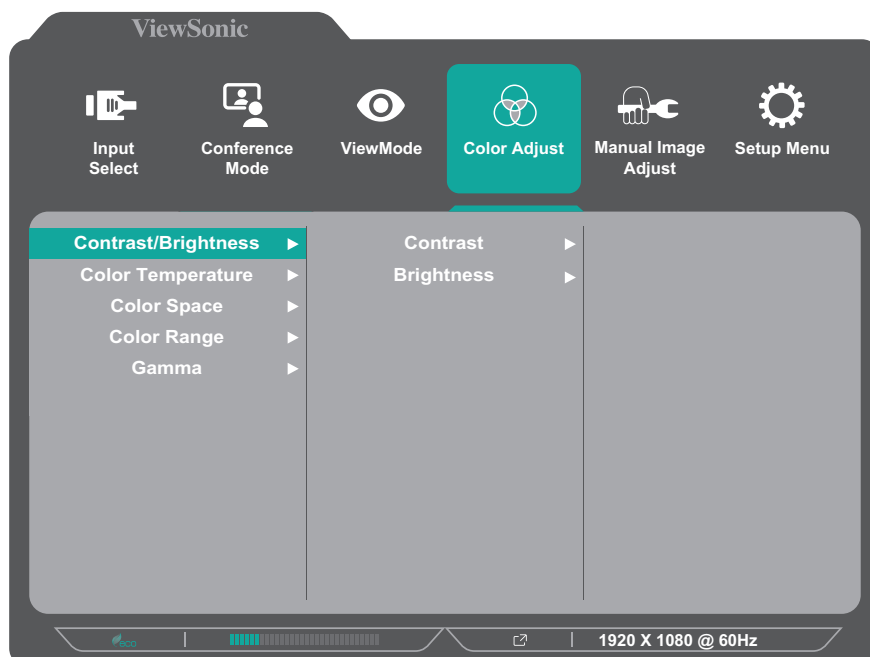 ViewSonic
Input
Select
Conference
Mode
ViewMode
Color Adjust
Manual Image
Adjust
Setup Menu
Contrast/Brightness
Color Temperature
Color Space
Color Range
Gamma
Contrast
Brightness
eco
1920 X 1080 @ 60Hz